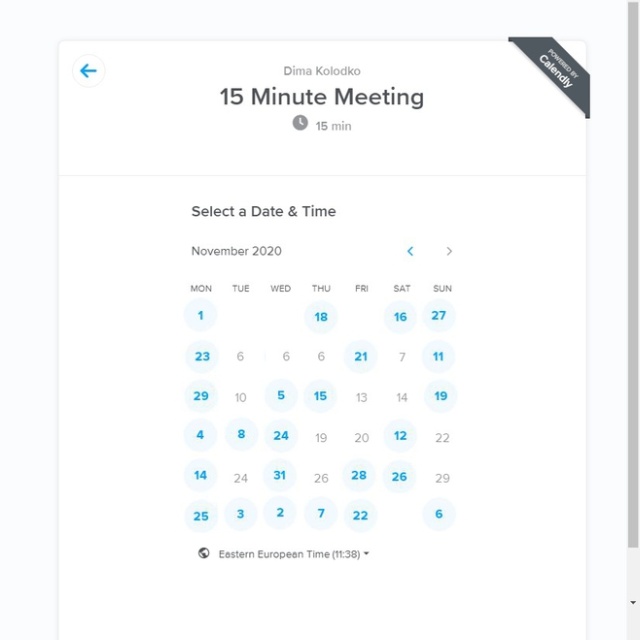 Dima Kolodko
15 Minute Meeting
15 min
POWERED BY
Calendly
Select a Date & Time
November 2020
MON TUE WED THU FRI SAT SUN
1 18 16 27
23 6 6 6 21 7 11
29 10 5 15 13 14 19
4 8 24 19 20 12 22
14 24 31 26 28 26 29
25 3 2 7 22 6
Eastern European Time (11:38)